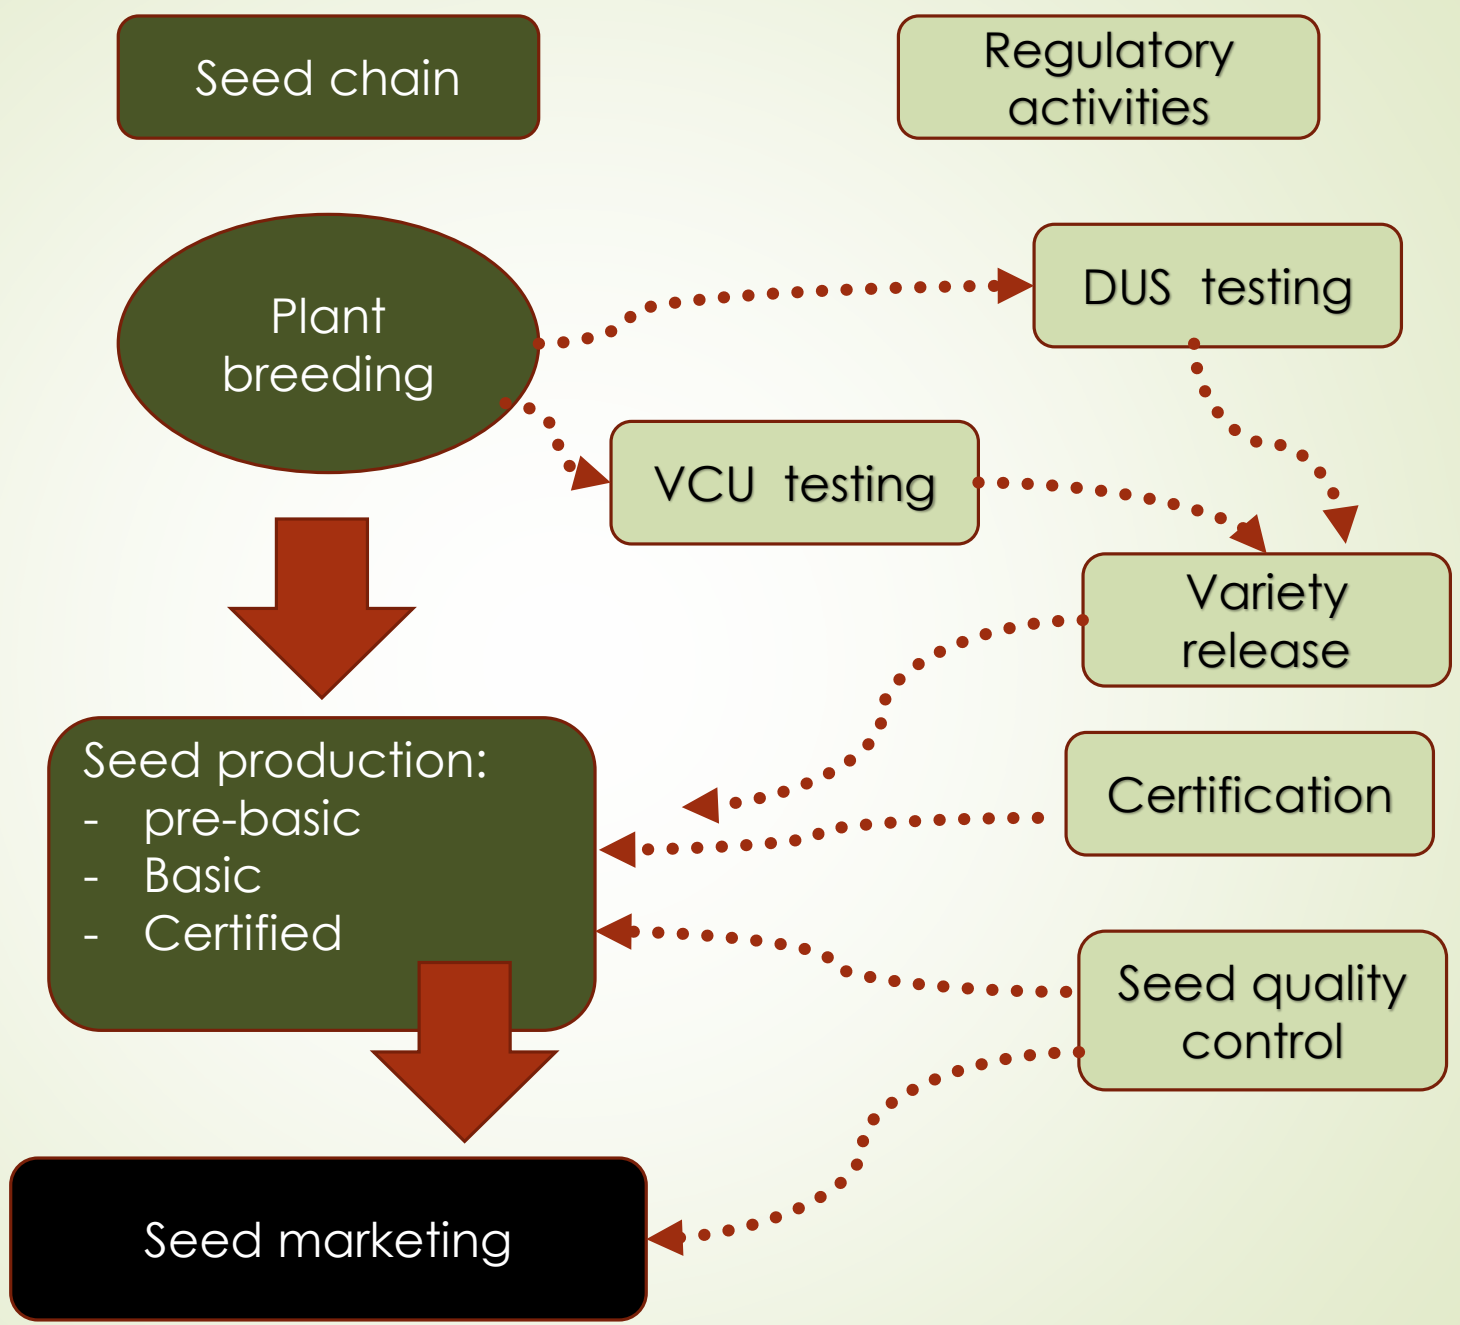 Seed chain
Regulatory
activities
Plant
breeding
DUS testing
VCU testing
Variety
release
Seed production:
- pre-basic
- Basic
- Certified
Certification
Seed quality
control
Seed marketing